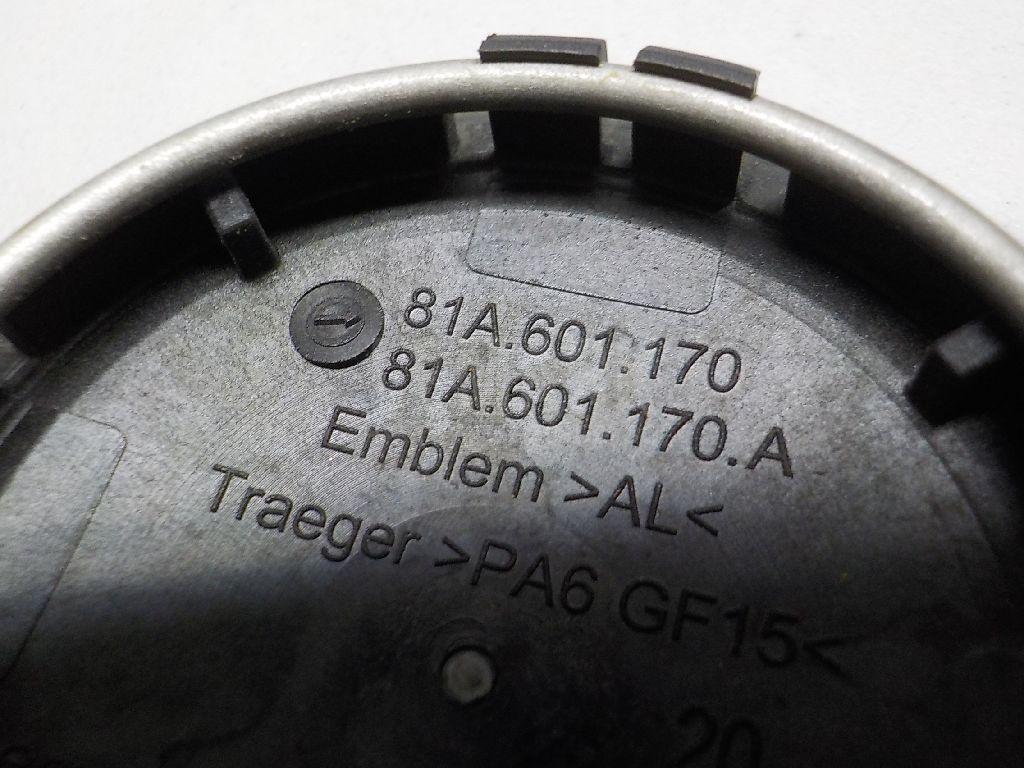 81A.601.170
81A.601.170.A
Emblem >AL<
Traeger >PA6 GF15<
20